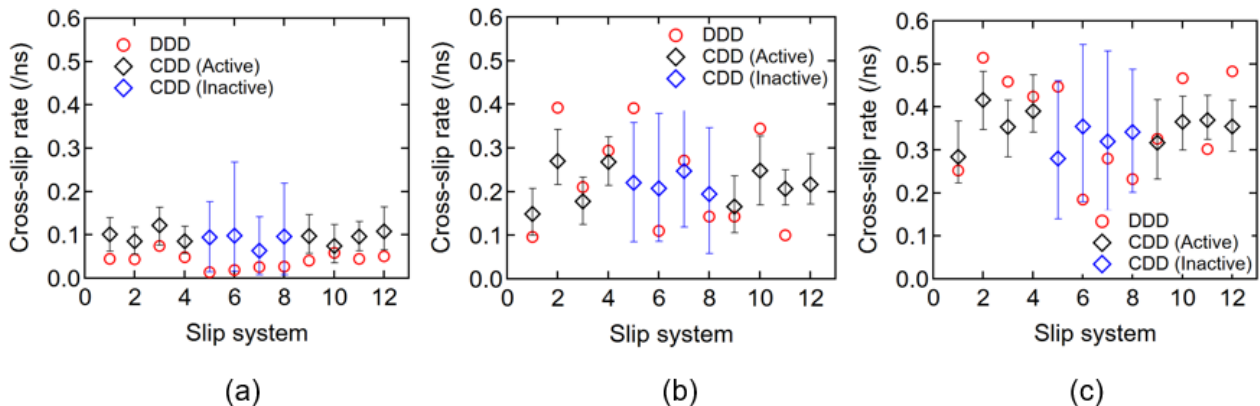 0.6
0.5
0.4
0.3
0.2
0.1
0.0
Cross-slip rate (/ns)
DDD
CDD (Active)
CDD (Inactive)
0 2 4 6 8 10 12
Slip system
(a)
0.6
0.5
0.4
0.3
0.2
0.1
0.0
Cross-slip rate (/ns)
DDD
CDD (Active)
CDD (Inactive)
0 2 4 6 8 10 12
Slip system
(b)
0.6
0.5
0.4
0.3
0.2
0.1
0.0
Cross-slip rate (/ns)
DDD
CDD (Active)
CDD (Inactive)
0 2 4 6 8 10 12
Slip system
(c)